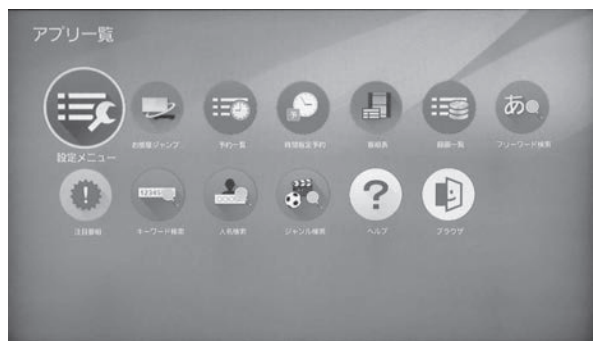 アプリ一覧
あ
予
設定メニュー
お部屋ジャンプ
予約一覧
時間指定予約
番組表
録画一覧
フリーワード検索
12345
注目番組
キーワード検索
人名検索
ジャンル検索
ヘルプ
ブラウザ